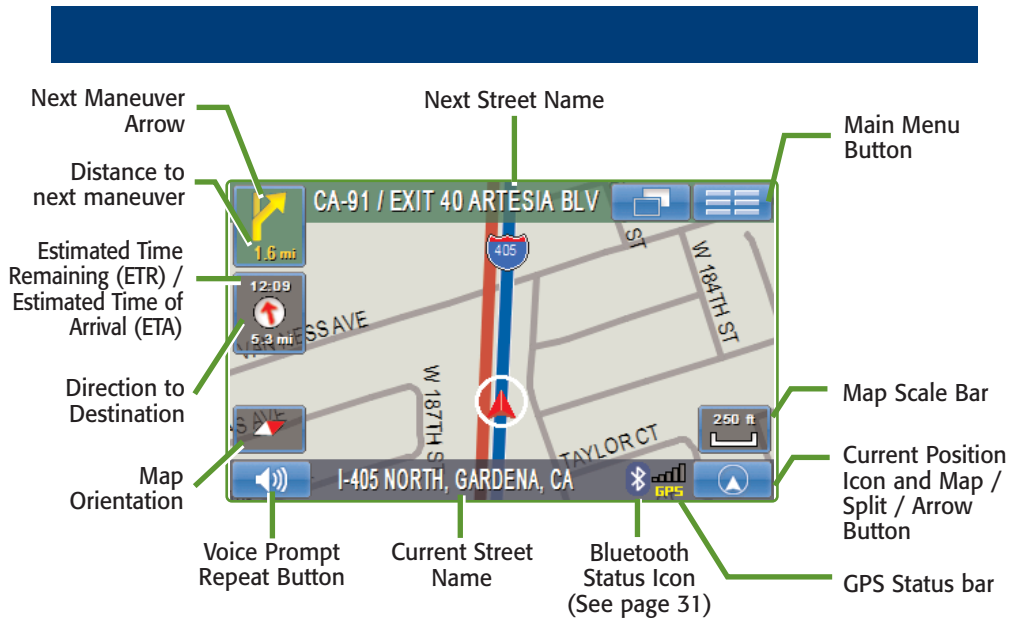 Next Maneuver
Arrow
Next Street Name
Main Menu
Button
Distance to
next maneuver
Estimated Time
Remaining (ETR) /
Estimated Time of
Arrival (ETA)
Direction to
Destination
Map
Orientation
CA-91 / EXIT 40 ARTESIA BLV
1.6 mi
12:09
5.3 mi
405
ST
W 184TH ST
VAN NESS AVE
W 187TH ST
S AVE
TAYLOR CT
250 ft
I-405 NORTH, GARDENA, CA
GPS
Map Scale Bar
Current Position
Icon and Map /
Split / Arrow
Button
Voice Prompt
Repeat Button
Current Street
Name
Bluetooth
Status Icon
(See page 31)
GPS Status bar